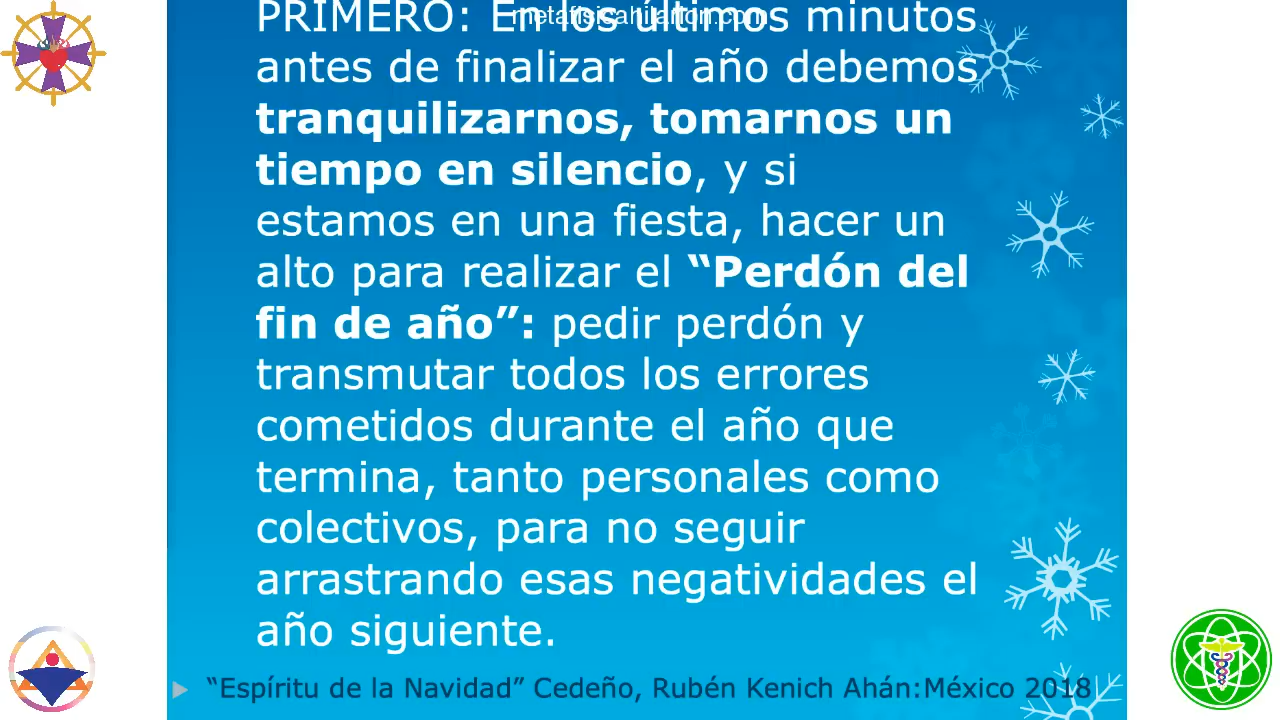 metafisicahilarion.com
PRIMERO: En los últimos minutos
antes de finalizar el año debemos
tranquilizarnos, tomarnos un
tiempo en silencio, y si
estamos en una fiesta, hacer un
alto para realizar el “Perdón del
fin de año”: pedir perdón y
transmutar todos los errores
cometidos durante el año que
termina, tanto personales como
colectivos, para no seguir
arrastrando esas negatividades el
año siguiente.
“Espíritu de la Navidad” Cedeño, Rubén Kenich Ahán:México 2018